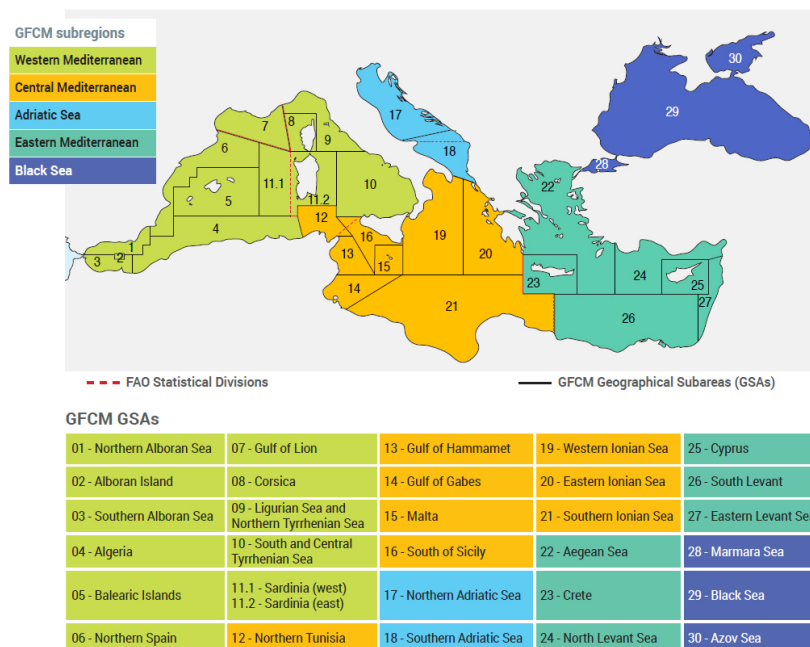 GFCM subregions
Western Mediterranean
Central Mediterranean
Adriatic Sea
Eastern Mediterranean
Black Sea
30
17
29
7
8
9
18
28
6
11.1
10
22
5
11.2
12
4
16
19
1
13
15
20
3
2
23
24
25
14
27
21
26
FAO Statistical Divisions
GFCM Geographical Subareas (GSAs)
GFCM GSAs
01 - Northern Alboran Sea
07 - Gulf of Lion
13 - Gulf of Hammamet
19 - Western Ionian Sea
25 - Cyprus
02 - Alboran Island
08 - Corsica
14 - Gulf of Gabes
20 - Eastern Ionian Sea
26 - South Levant
03 - Southern Alboran Sea
09 - Ligurian Sea and
Northern Tyrrhenian Sea
15 - Malta
21 - Southern Ionian Sea
27 - Eastern Levant Sea
04 - Algeria
10 - South and Central
Tyrrhenian Sea
16 - South of Sicily
22 - Aegean Sea
28 - Marmara Sea
05 - Balearic Islands
11.1 - Sardinia (west)
11.2 - Sardinia (east)
17 - Northern Adriatic Sea
23 - Crete
29 - Black Sea
06 - Northern Spain
12 - Northern Tunisia
18 - Southern Adriatic Sea
24 - North Levant Sea
30 - Azov Sea